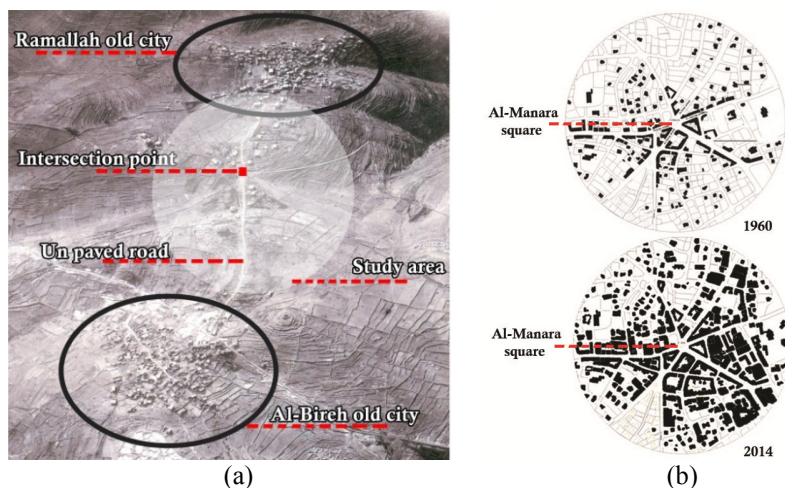 Ramallah old city
Intersection point
Un paved road
Study area
Al-Bireh old city
(a)
Al-Manara
square
1960
Al-Manara
square
2014
(b)